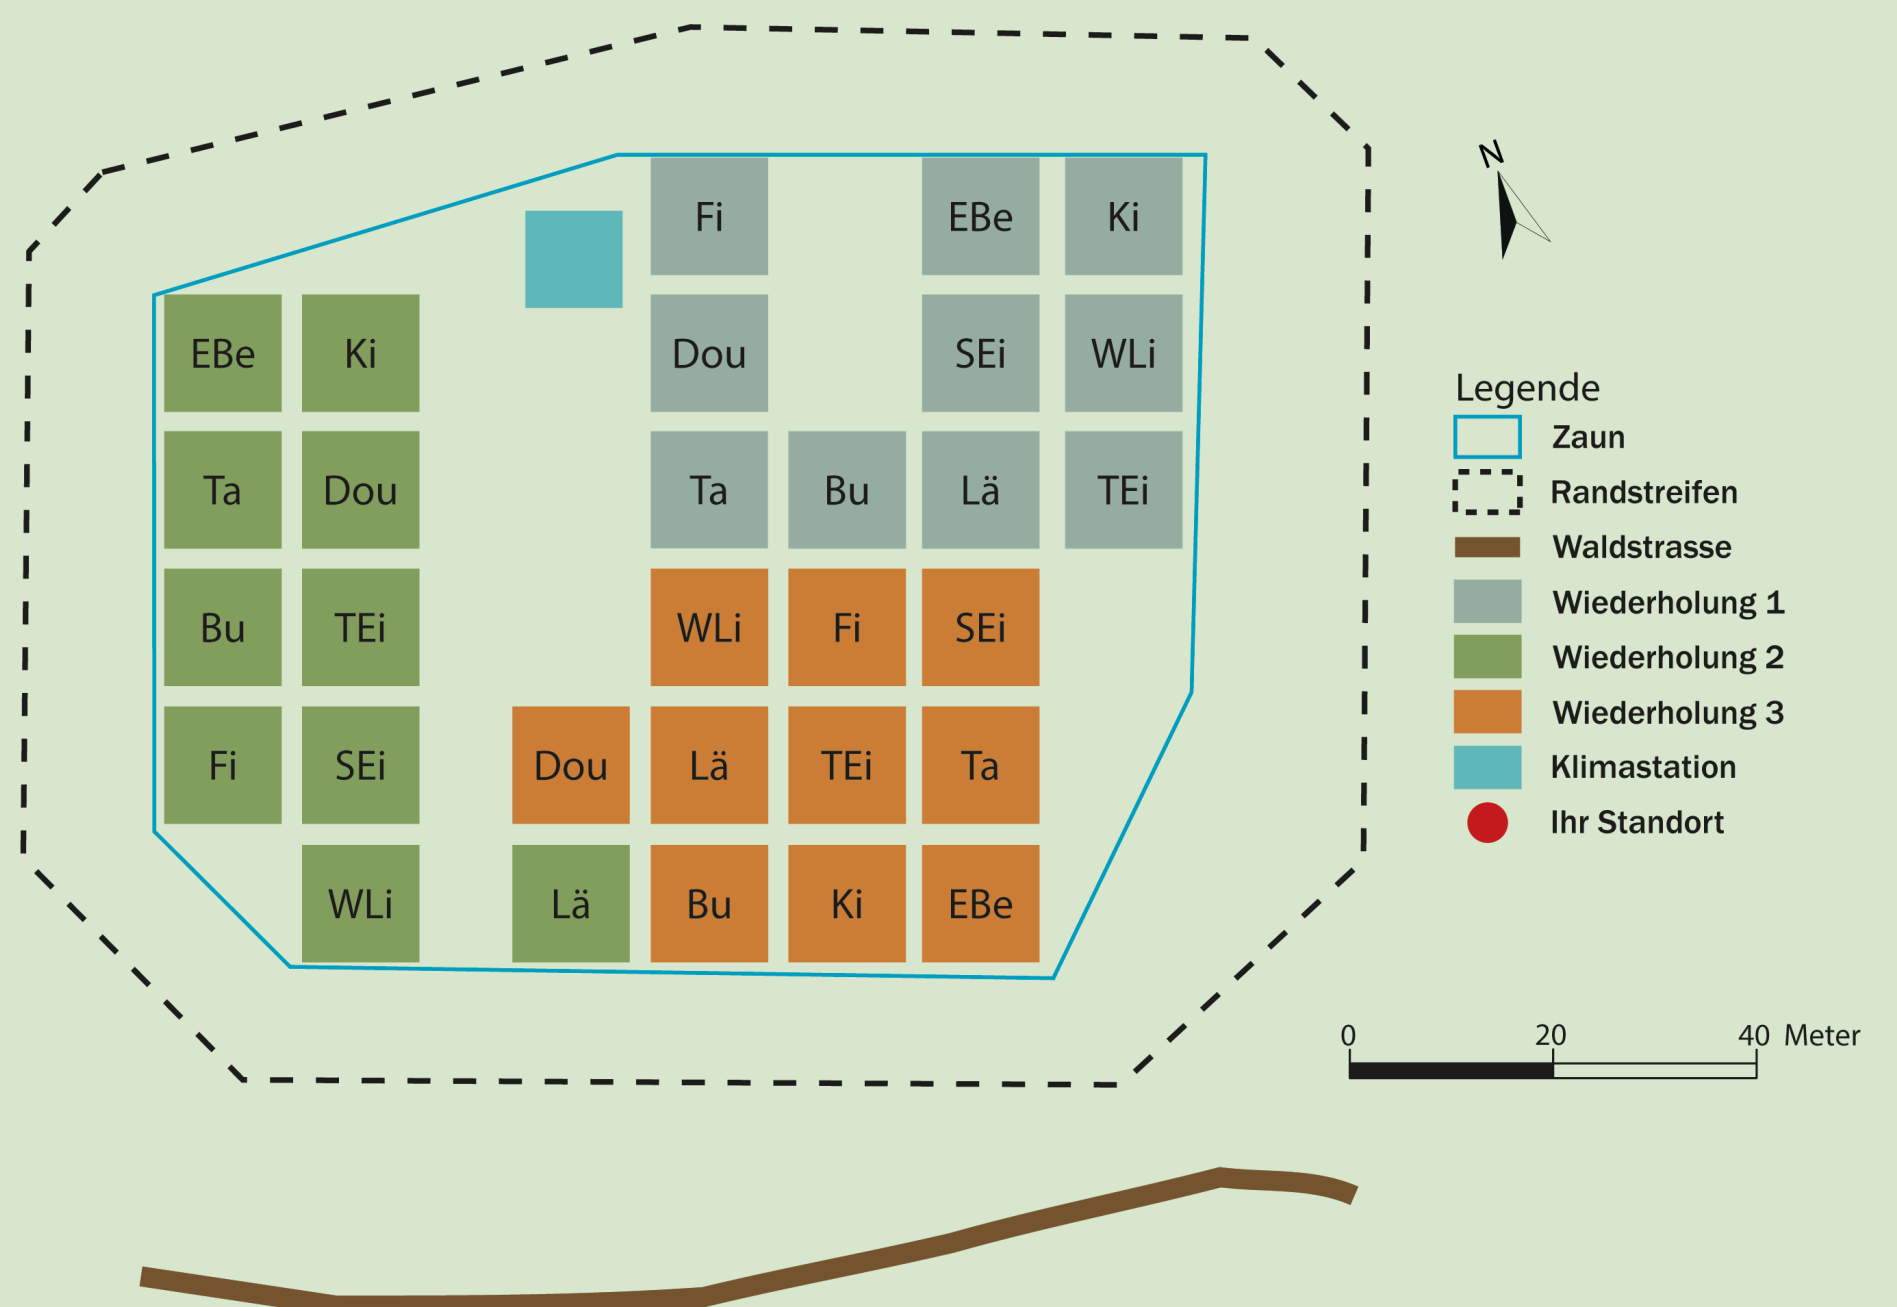 N
Fi EBe Ki
EBe Ki Dou SEi WLi
Ta Dou Ta Bu Lä TEi
Bu TEi WLi Fi SEi
Fi SEi Dou Lä TEi Ta
WLi Lä Bu Ki EBe
Legende
Zaun
Randstreifen
Waldstrasse
Wiederholung 1
Wiederholung 2
Wiederholung 3
Klimastation
Ihr Standort
0 20 40 Meter